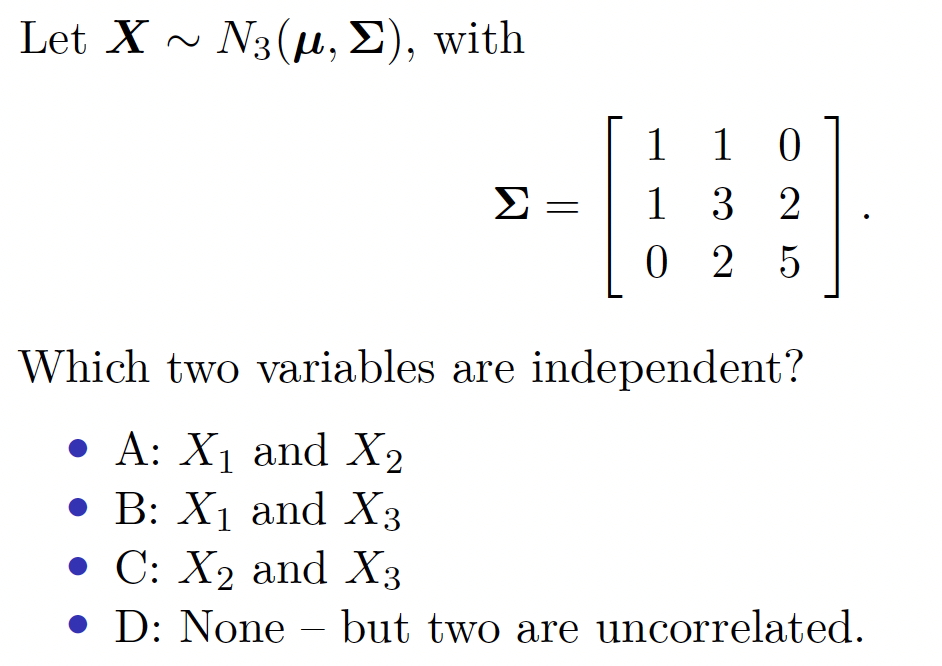 Let X ∼ N₃(μ, Σ), with
Σ = [ 1 1 0
1 3 2
0 2 5 ] .
Which two variables are independent?
• A: X₁ and X₂
• B: X₁ and X₃
• C: X₂ and X₃
• D: None – but two are uncorrelated.